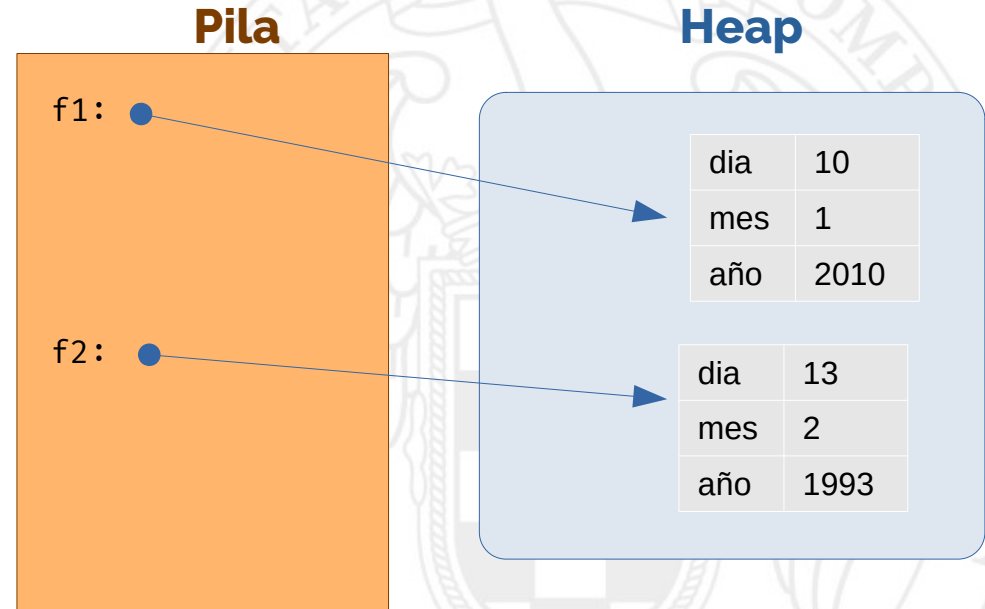 Pila
Heap
f1:
dia 10
mes 1
año 2010
f2:
dia 13
mes 2
año 1993